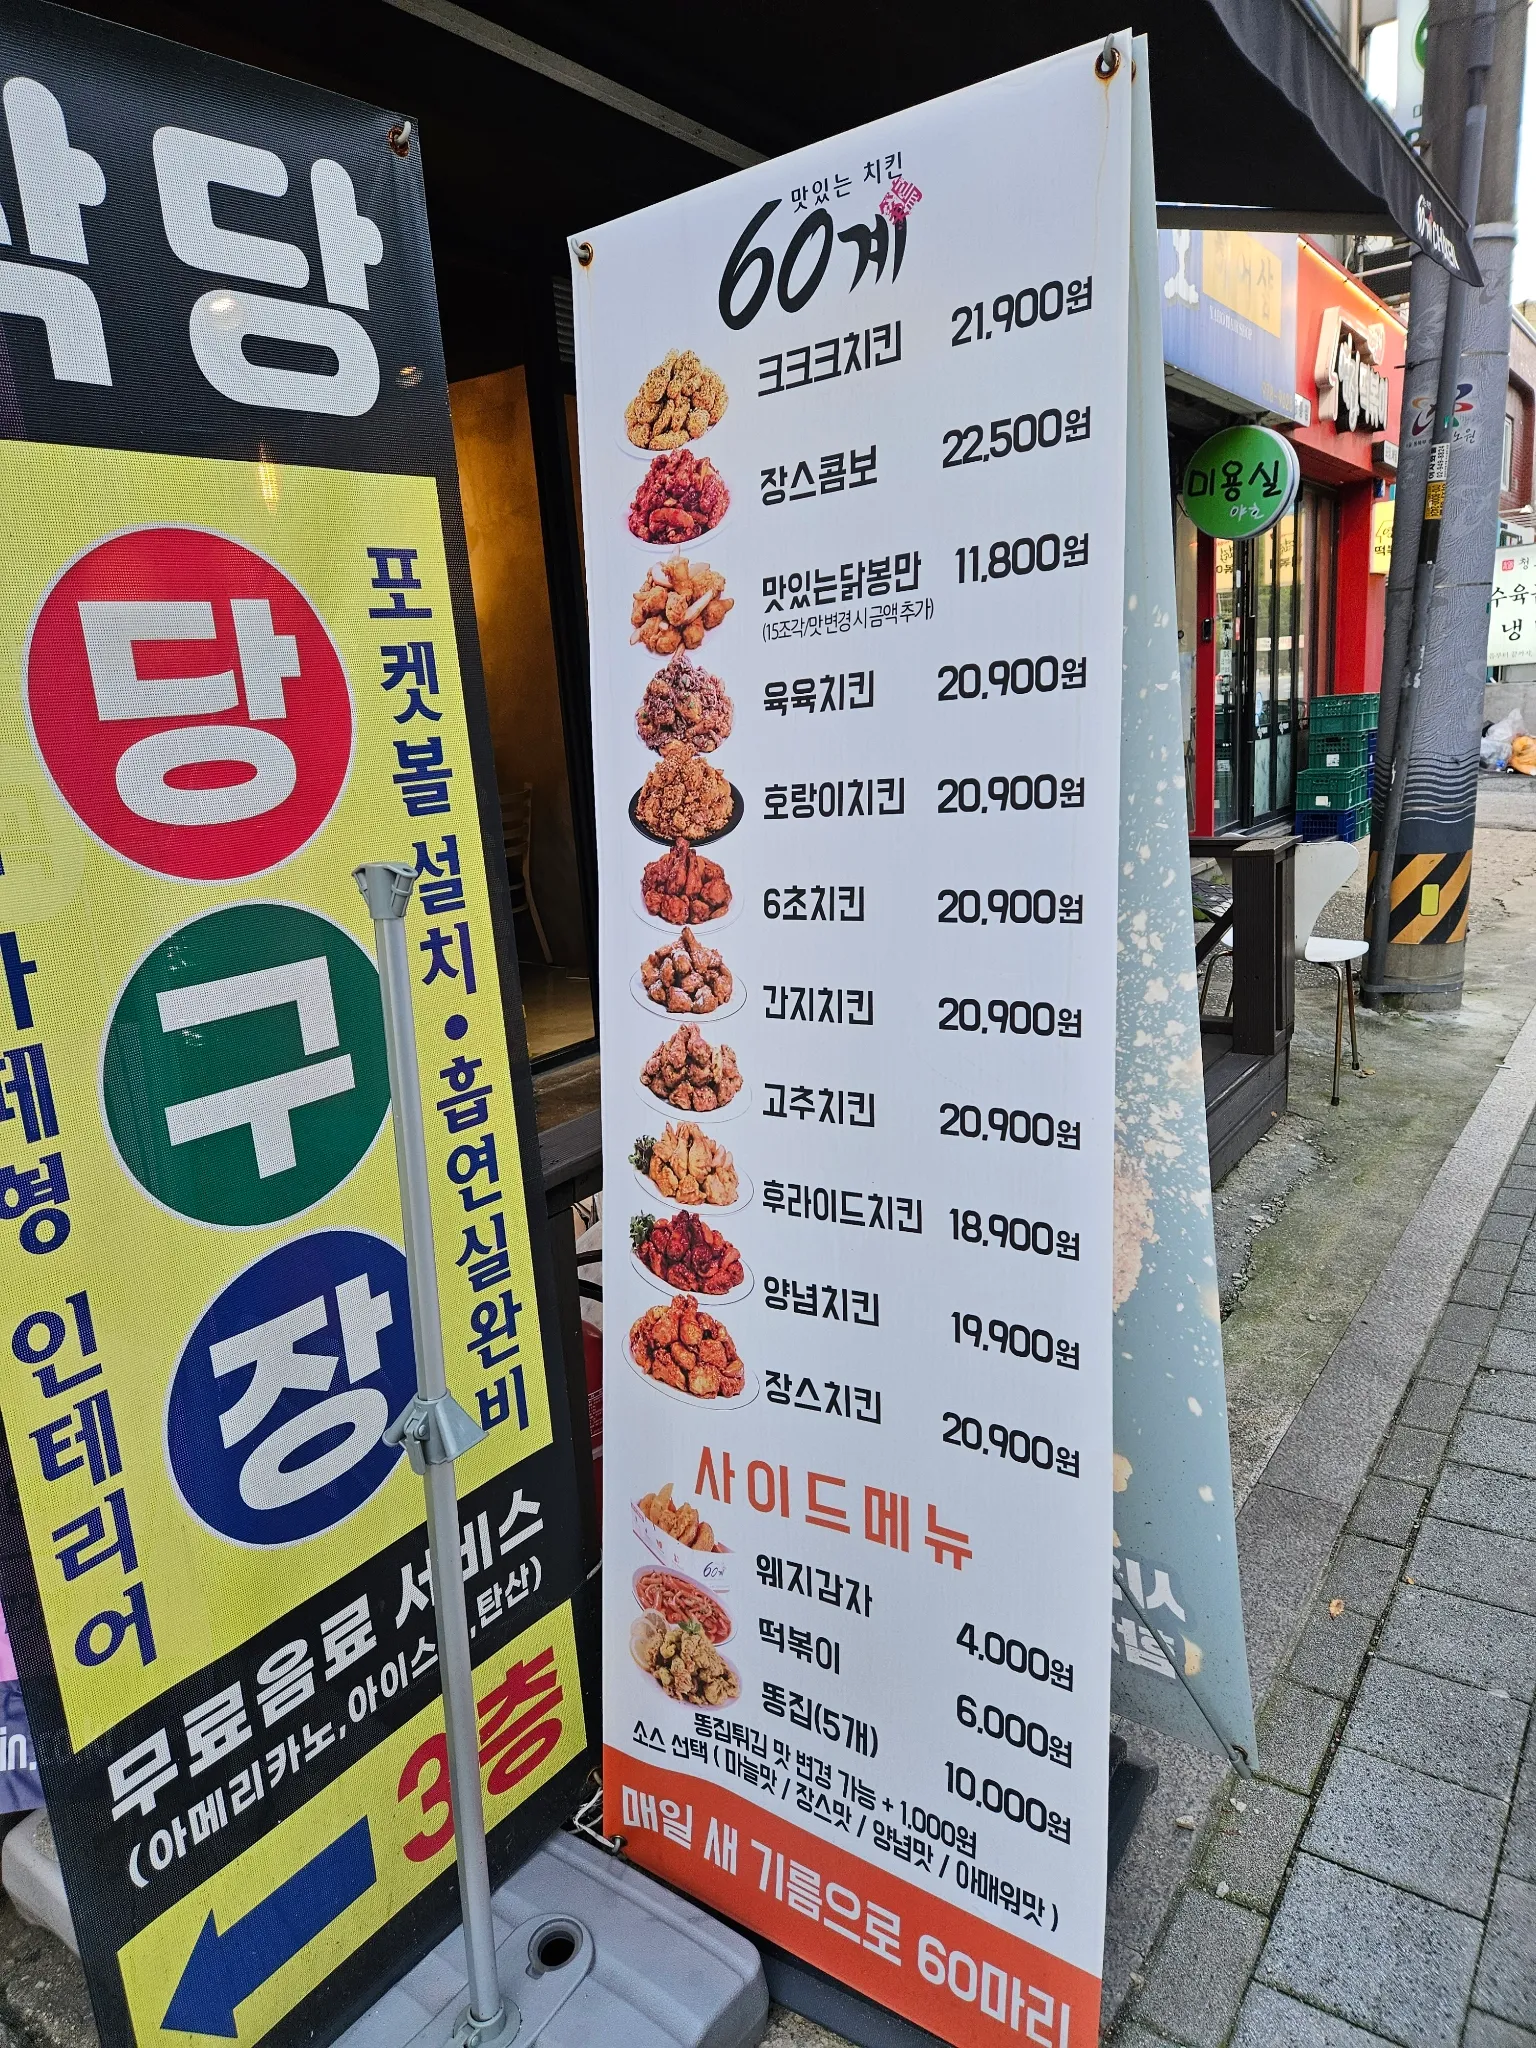 당
당
구
장
포켓볼 설치 • 흡연실 완비
인테리어
무료음료 서비스
3층
맛있는 치킨
60계
크크크치킨 21,900원
장스콤보 22,500원
맛있는닭봉만 11,800원
(15조각/맛변경시 금액 추가)
육육치킨 20,900원
호랑이치킨 20,900원
6초치킨 20,900원
간지치킨 20,900원
고추치킨 20,900원
후라이드치킨 18,900원
양념치킨 19,900원
장스치킨 20,900원
사이드메뉴
웨지감자 4,000원
떡볶이 6,000원
똥집(5개) 10,000원
똥집튀김 맛 변경 가능 + 1,000원
소스 선택 ( 마늘맛 / 장스맛 / 양념맛 / 아매워맛 )
매일 새 기름으로 60마리
미용실
야호
노원